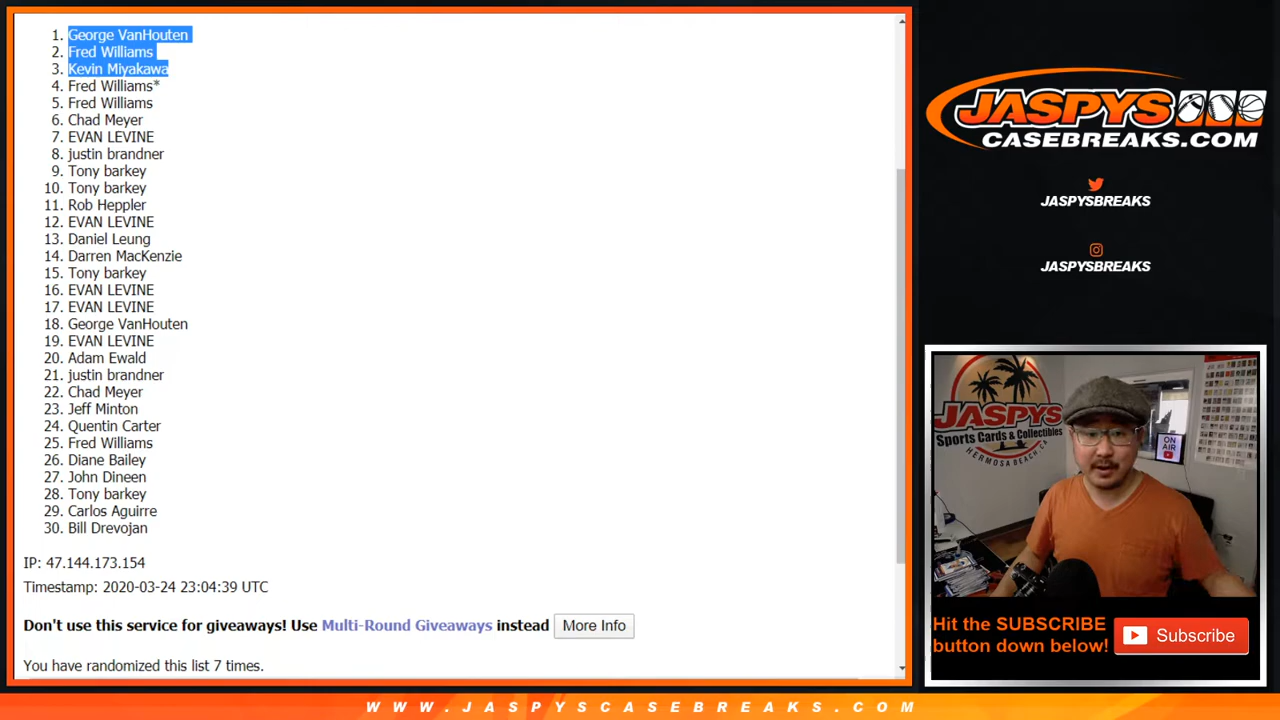 1. George VanHouten
2. Fred Williams
3. Kevin Miyakawa
4. Fred Williams*
5. Fred Williams
6. Chad Meyer
7. EVAN LEVINE
8. justin brandner
9. Tony barkey
10. Tony barkey
11. Rob Heppler
12. EVAN LEVINE
13. Daniel Leung
14. Darren MacKenzie
15. Tony barkey
16. EVAN LEVINE
17. EVAN LEVINE
18. George VanHouten
19. EVAN LEVINE
20. Adam Ewald
21. justin brandner
22. Chad Meyer
23. Jeff Minton
24. Quentin Carter
25. Fred Williams
26. Diane Bailey
27. John Dineen
28. Tony barkey
29. Carlos Aguirre
30. Bill Drevojan
IP: 47.144.173.154
Timestamp: 2020-03-24 23:04:39 UTC
Don't use this service for giveaways! Use Multi-Round Giveaways instead More Info
You have randomized this list 7 times.
JASPYS
CASEBREAKS.COM
JASPYSBREAKS
JASPYSBREAKS
JASPYS
Sports Cards & Collectibles
HERMOSA BEACH, CA
ON
AIR
Hit the SUBSCRIBE
button down below!
Subscribe
WWW.JASPYSCASEBREAKS.COM